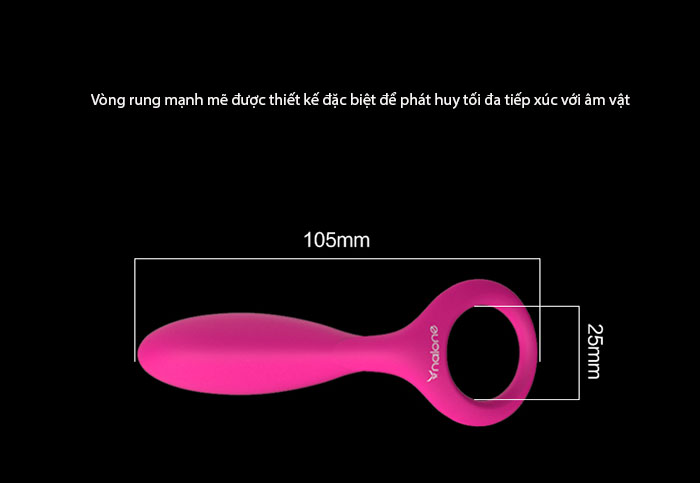 Vòng rung mạnh mẽ được thiết kế đặc biệt để phát huy tối đa tiếp xúc với âm vật
105mm
25mm
nalone